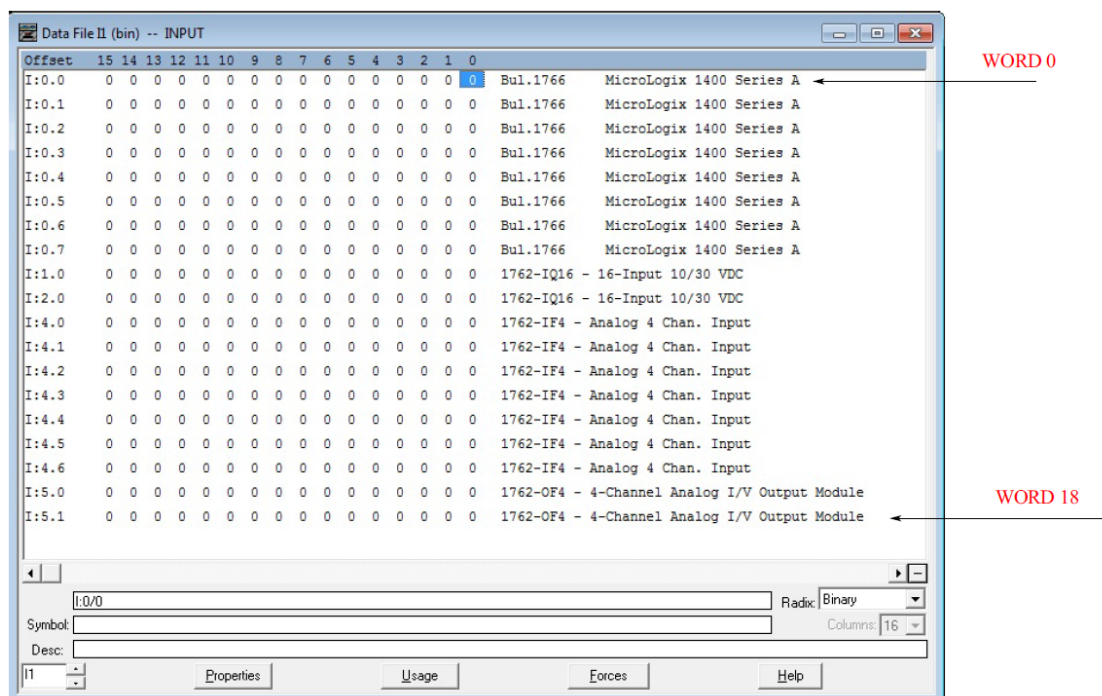 Data File I1 (bin) -- INPUT
Offset 15 14 13 12 11 10 9 8 7 6 5 4 3 2 1 0
I:0.0 0 0 0 0 0 0 0 0 0 0 0 0 0 0 0 0 Bul.1766 MicroLogix 1400 Series A
WORD 0
I:0.1 0 0 0 0 0 0 0 0 0 0 0 0 0 0 0 0 Bul.1766 MicroLogix 1400 Series A
I:0.2 0 0 0 0 0 0 0 0 0 0 0 0 0 0 0 0 Bul.1766 MicroLogix 1400 Series A
I:0.3 0 0 0 0 0 0 0 0 0 0 0 0 0 0 0 0 Bul.1766 MicroLogix 1400 Series A
I:0.4 0 0 0 0 0 0 0 0 0 0 0 0 0 0 0 0 Bul.1766 MicroLogix 1400 Series A
I:0.5 0 0 0 0 0 0 0 0 0 0 0 0 0 0 0 0 Bul.1766 MicroLogix 1400 Series A
I:0.6 0 0 0 0 0 0 0 0 0 0 0 0 0 0 0 0 Bul.1766 MicroLogix 1400 Series A
I:0.7 0 0 0 0 0 0 0 0 0 0 0 0 0 0 0 0 Bul.1766 MicroLogix 1400 Series A
I:1.0 0 0 0 0 0 0 0 0 0 0 0 0 0 0 0 0 1762-IQ16 - 16-Input 10/30 VDC
I:2.0 0 0 0 0 0 0 0 0 0 0 0 0 0 0 0 0 1762-IQ16 - 16-Input 10/30 VDC
I:4.0 0 0 0 0 0 0 0 0 0 0 0 0 0 0 0 0 1762-IF4 - Analog 4 Chan. Input
I:4.1 0 0 0 0 0 0 0 0 0 0 0 0 0 0 0 0 1762-IF4 - Analog 4 Chan. Input
I:4.2 0 0 0 0 0 0 0 0 0 0 0 0 0 0 0 0 1762-IF4 - Analog 4 Chan. Input
I:4.3 0 0 0 0 0 0 0 0 0 0 0 0 0 0 0 0 1762-IF4 - Analog 4 Chan. Input
I:4.4 0 0 0 0 0 0 0 0 0 0 0 0 0 0 0 0 1762-IF4 - Analog 4 Chan. Input
I:4.5 0 0 0 0 0 0 0 0 0 0 0 0 0 0 0 0 1762-IF4 - Analog 4 Chan. Input
I:4.6 0 0 0 0 0 0 0 0 0 0 0 0 0 0 0 0 1762-IF4 - Analog 4 Chan. Input
I:5.0 0 0 0 0 0 0 0 0 0 0 0 0 0 0 0 0 1762-OF4 - 4-Channel Analog I/V Output Module
I:5.1 0 0 0 0 0 0 0 0 0 0 0 0 0 0 0 0 1762-OF4 - 4-Channel Analog I/V Output Module
WORD 18
I:0/0 Radix: Binary
Symbol: Columns: 16
Desc:
I1 Properties Usage Forces Help